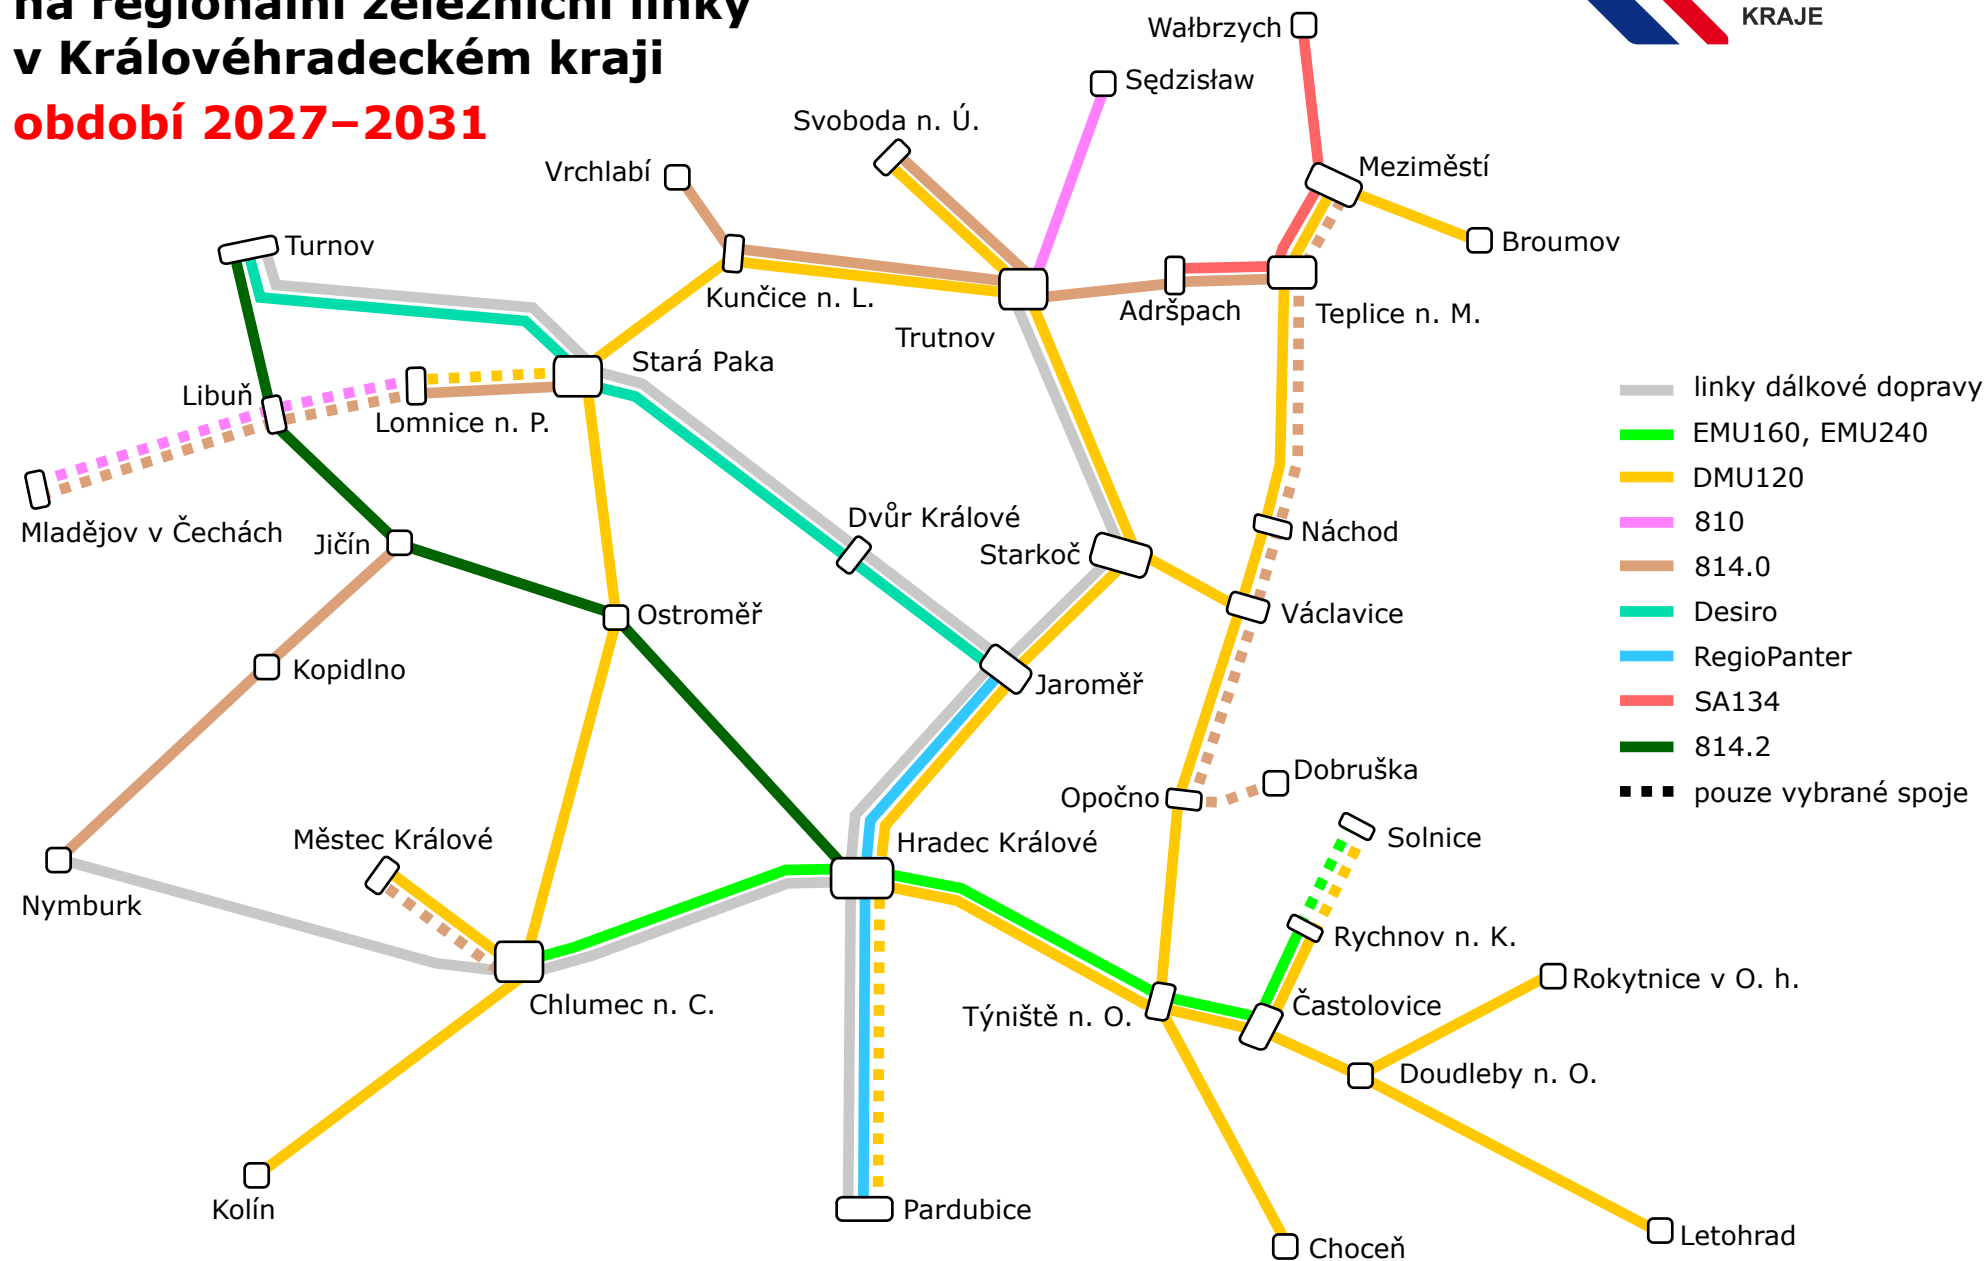 na regionální železniční linky
v Královéhradeckém kraji
období 2027–2031
KRAJE
Wałbrzych
Sędzisław
Svoboda n. Ú.
Vrchlabí
Meziměstí
Broumov
Turnov
Kunčice n. L.
Adršpach
Teplice n. M.
Trutnov
Stará Paka
Libuň
Lomnice n. P.
linky dálkové dopravy
EMU160, EMU240
DMU120
810
814.0
Desiro
RegioPanter
SA134
814.2
pouze vybrané spoje
Mladějov v Čechách
Jičín
Dvůr Králové
Starkoč
Náchod
Ostroměř
Václavice
Kopidlno
Jaroměř
Dobruška
Opočno
Městec Králové
Hradec Králové
Solnice
Nymburk
Rychnov n. K.
Rokytnice v O. h.
Chlumec n. C.
Týniště n. O.
Častolovice
Doudleby n. O.
Kolín
Pardubice
Choceň
Letohrad